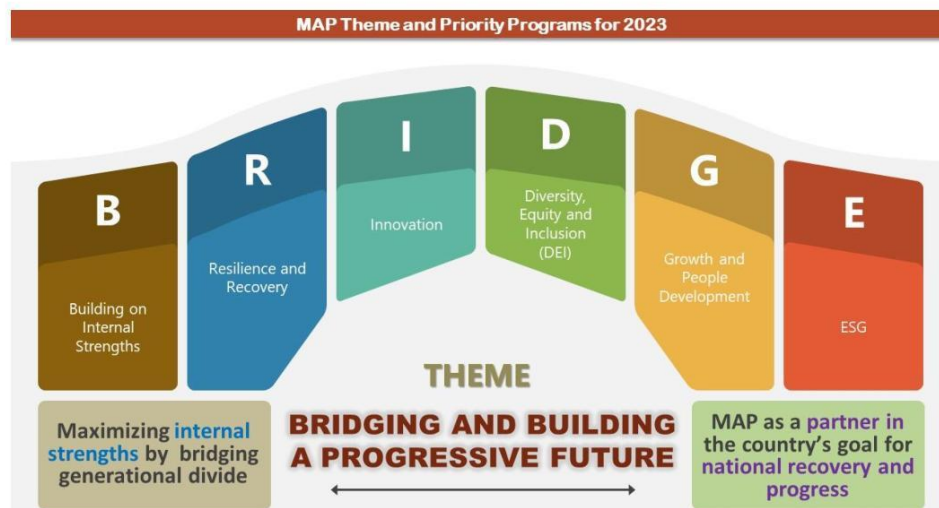 MAP Theme and Priority Programs for 2023
B
Building on
Internal
Strengths
R
Resilience and
Recovery
I
Innovation
D
Diversity,
Equity and
Inclusion
(DEI)
G
Growth and
People
Development
E
ESG
THEME
BRIDGING AND BUILDING
A PROGRESSIVE FUTURE
Maximizing internal
strengths by bridging
generational divide
MAP as a partner in
the country's goal for
national recovery and
progress